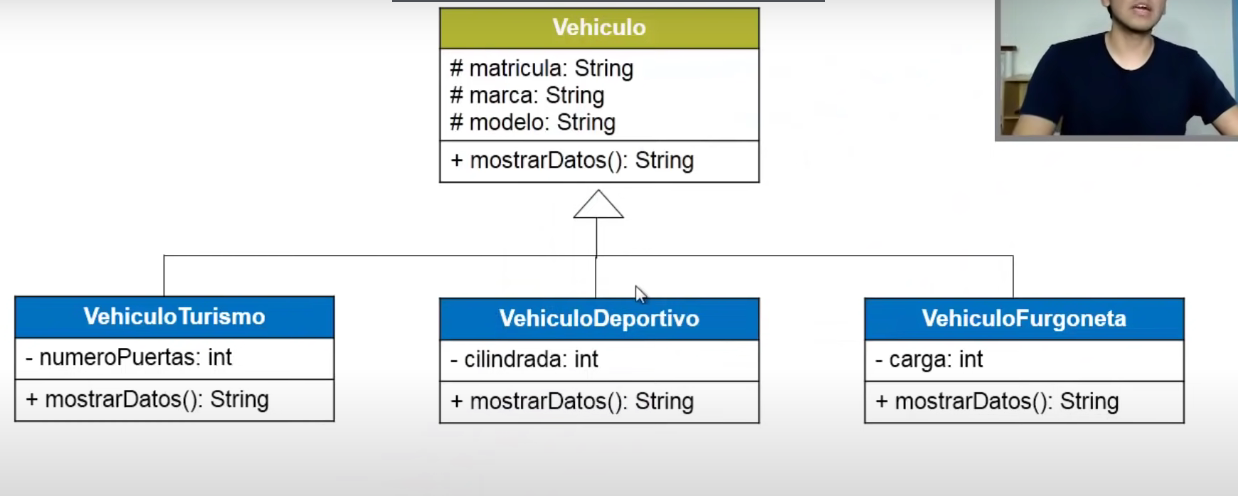 Vehiculo
# matricula: String
# marca: String
# modelo: String
+ mostrarDatos(): String
VehiculoTurismo
- numeroPuertas: int
+ mostrarDatos(): String
VehiculoDeportivo
- cilindrada: int
+ mostrarDatos(): String
VehiculoFurgoneta
- carga: int
+ mostrarDatos(): String